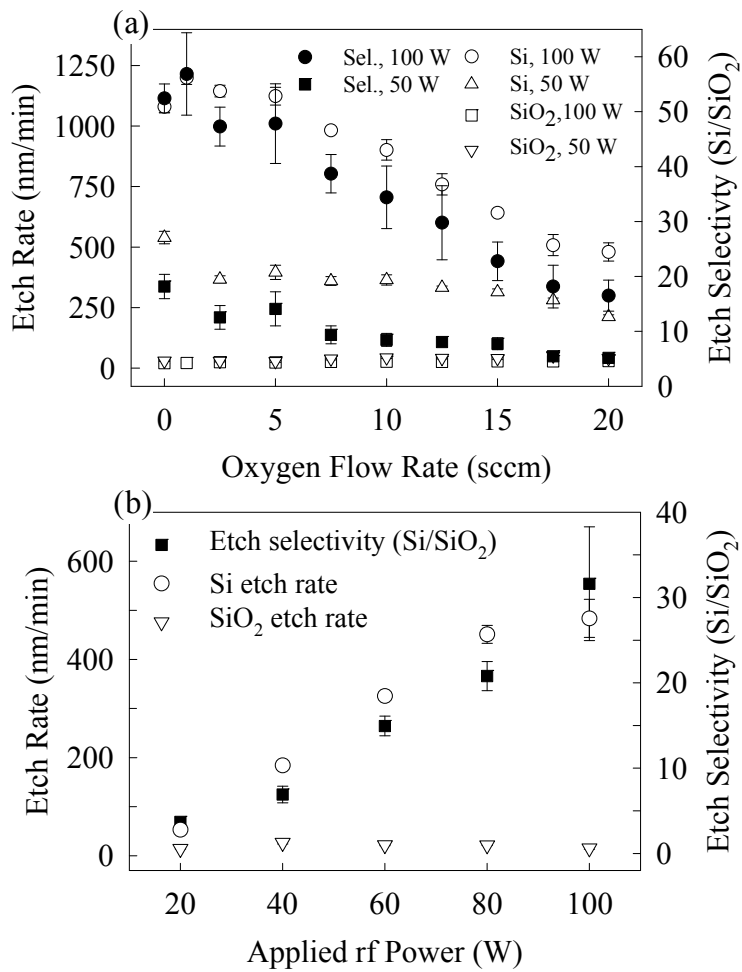 (a)
Sel., 100 W
Sel., 50 W
Si, 100 W
Si, 50 W
SiO₂,100 W
SiO₂, 50 W
Etch Rate (nm/min)
1250
1000
750
500
250
0
Etch Selectivty (Si/SiO₂)
60
50
40
30
20
10
0
0 5 10 15 20
Oxygen Flow Rate (sccm)
(b)
Etch selectivity (Si/SiO₂)
Si etch rate
SiO₂ etch rate
Etch Rate (nm/min)
600
400
200
0
Etch Selectivity (Si/SiO₂)
40
30
20
10
0
20 40 60 80 100
Applied rf Power (W)